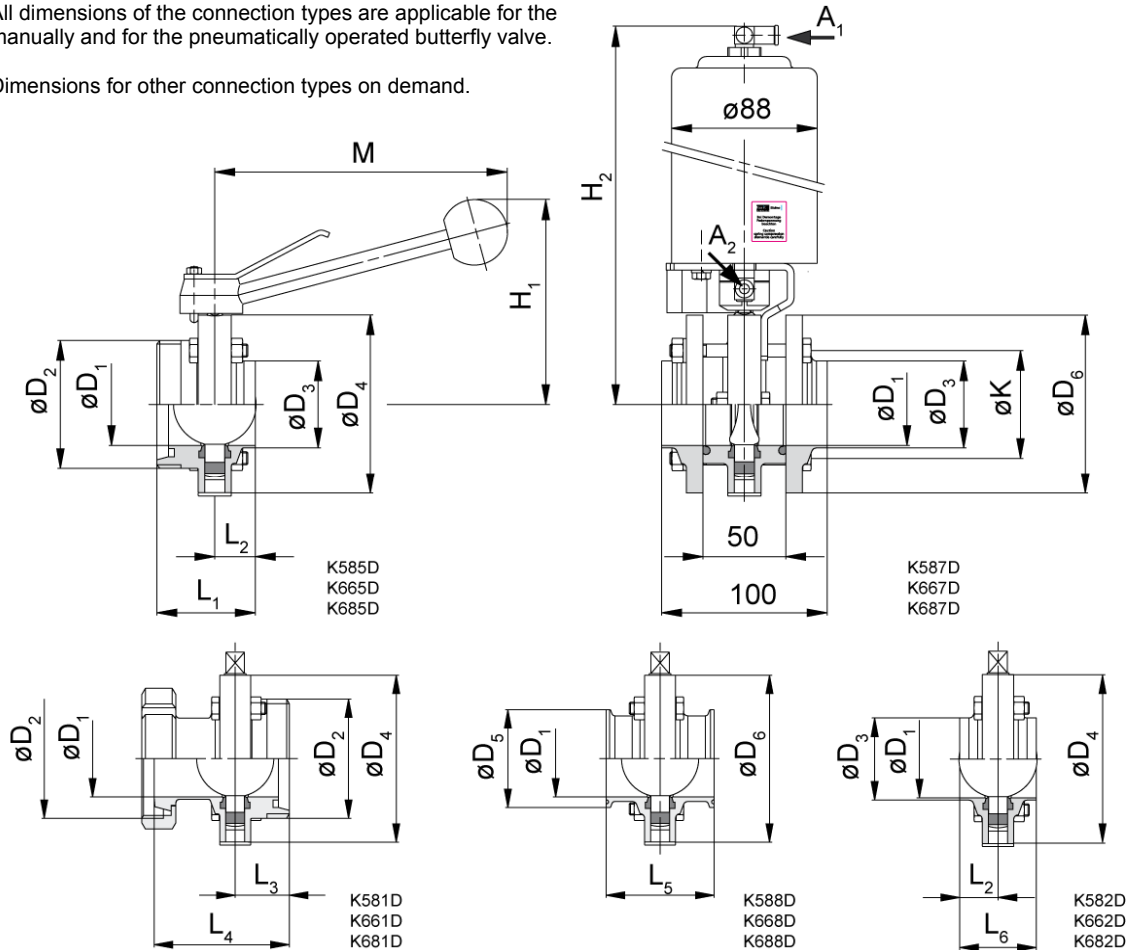 All dimensions of the connection types are applicable for the
manually and for the pneumatically operated butterfly valve.
Dimensions for other connection types on demand.
A1
ø88
M
H2
H1
A2
øD2
øD1
øD3
øD4
øD1
øD3
øK
øD6
L2
L1
50
100
K585D
K665D
K685D
K587D
K667D
K687D
øD2
øD1
øD2
øD4
L3
L4
K581D
K661D
K681D
øD5
øD1
øD6
L5
K588D
K668D
K688D
øD3
øD1
øD4
L2
L6
K582D
K662D
K682D